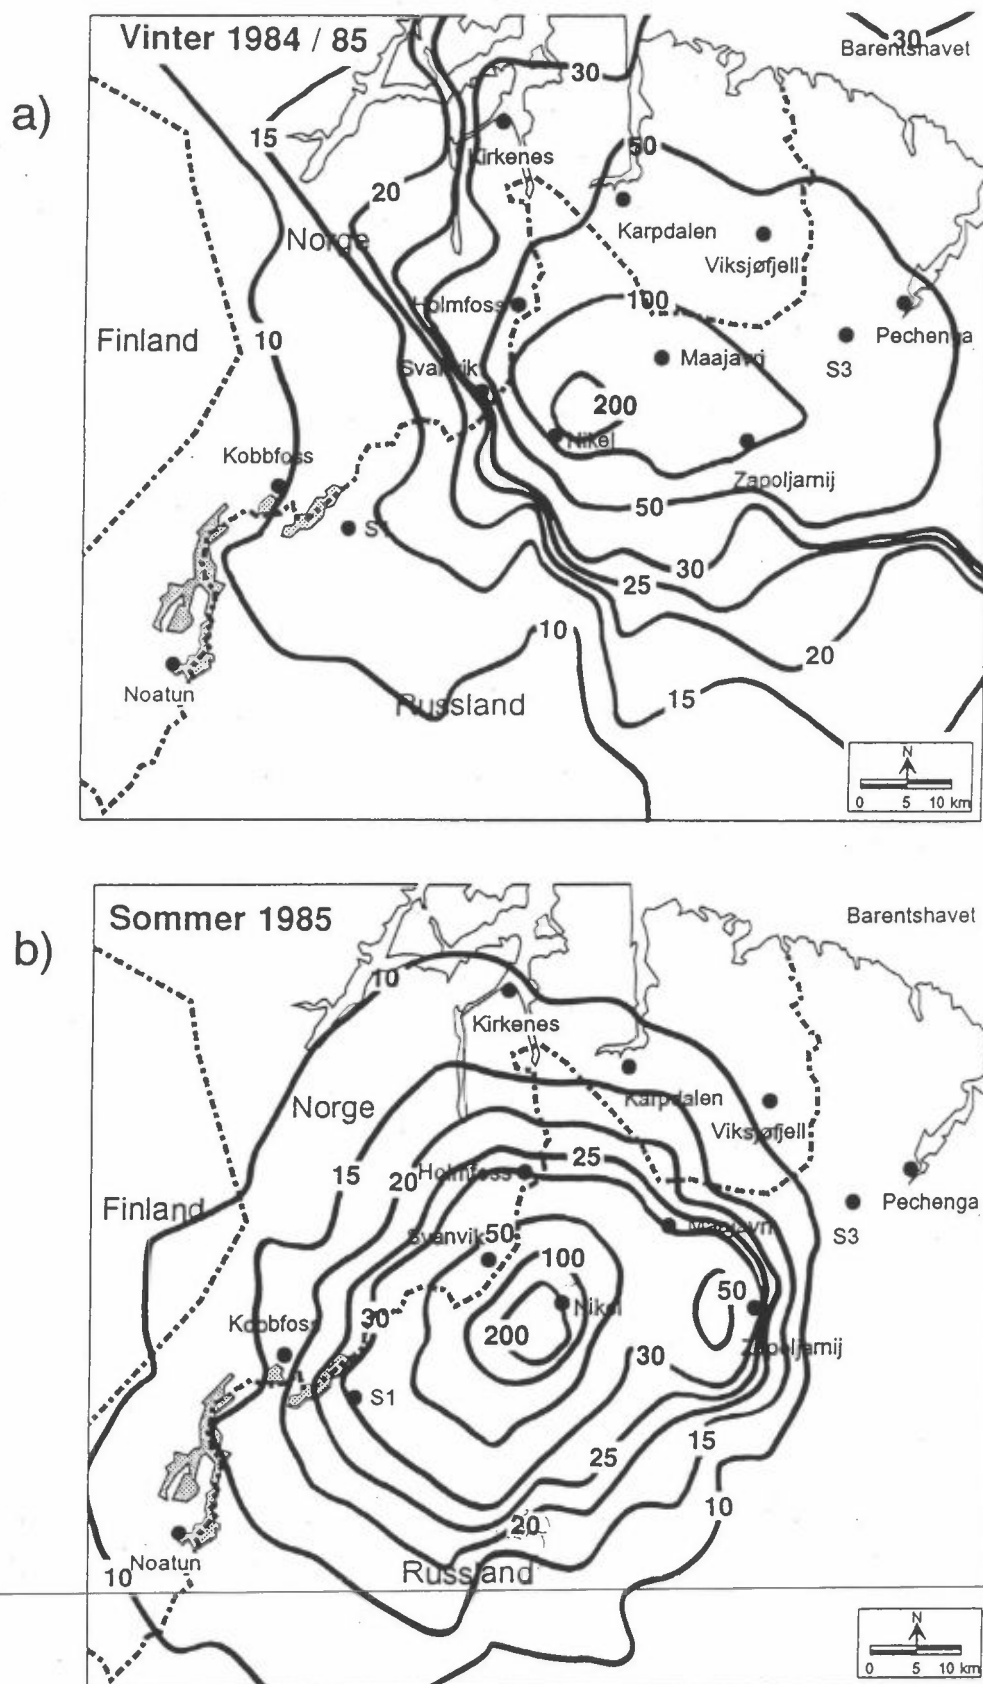 a)
Vinter 1984 / 85
30
Barentshavet
30
15
50
Kirkenes
20
Karpdalen
Norge
Viksjøfjell
100
Holmfoss
Finland
10
Pechenga
Maajavri
S3
Svanvik
200
Nikel
Kobbfoss
Zapoljarnij
50
S1
30
25
10
20
Noatun
15
Russland
N
0 5 10 km
b)
Sommer 1985
Barentshavet
10
Kirkenes
Norge
Karpdalen
Viksjøfjell
25
15
20
Holmfoss
Finland
Pechenga
Maajavri
S3
Svanvik
50
100
50
Nikel
30
Kobbfoss
200
Zapoljarnij
30
S1
15
25
10
20
Noatun
10
Russland
N
0 5 10 km